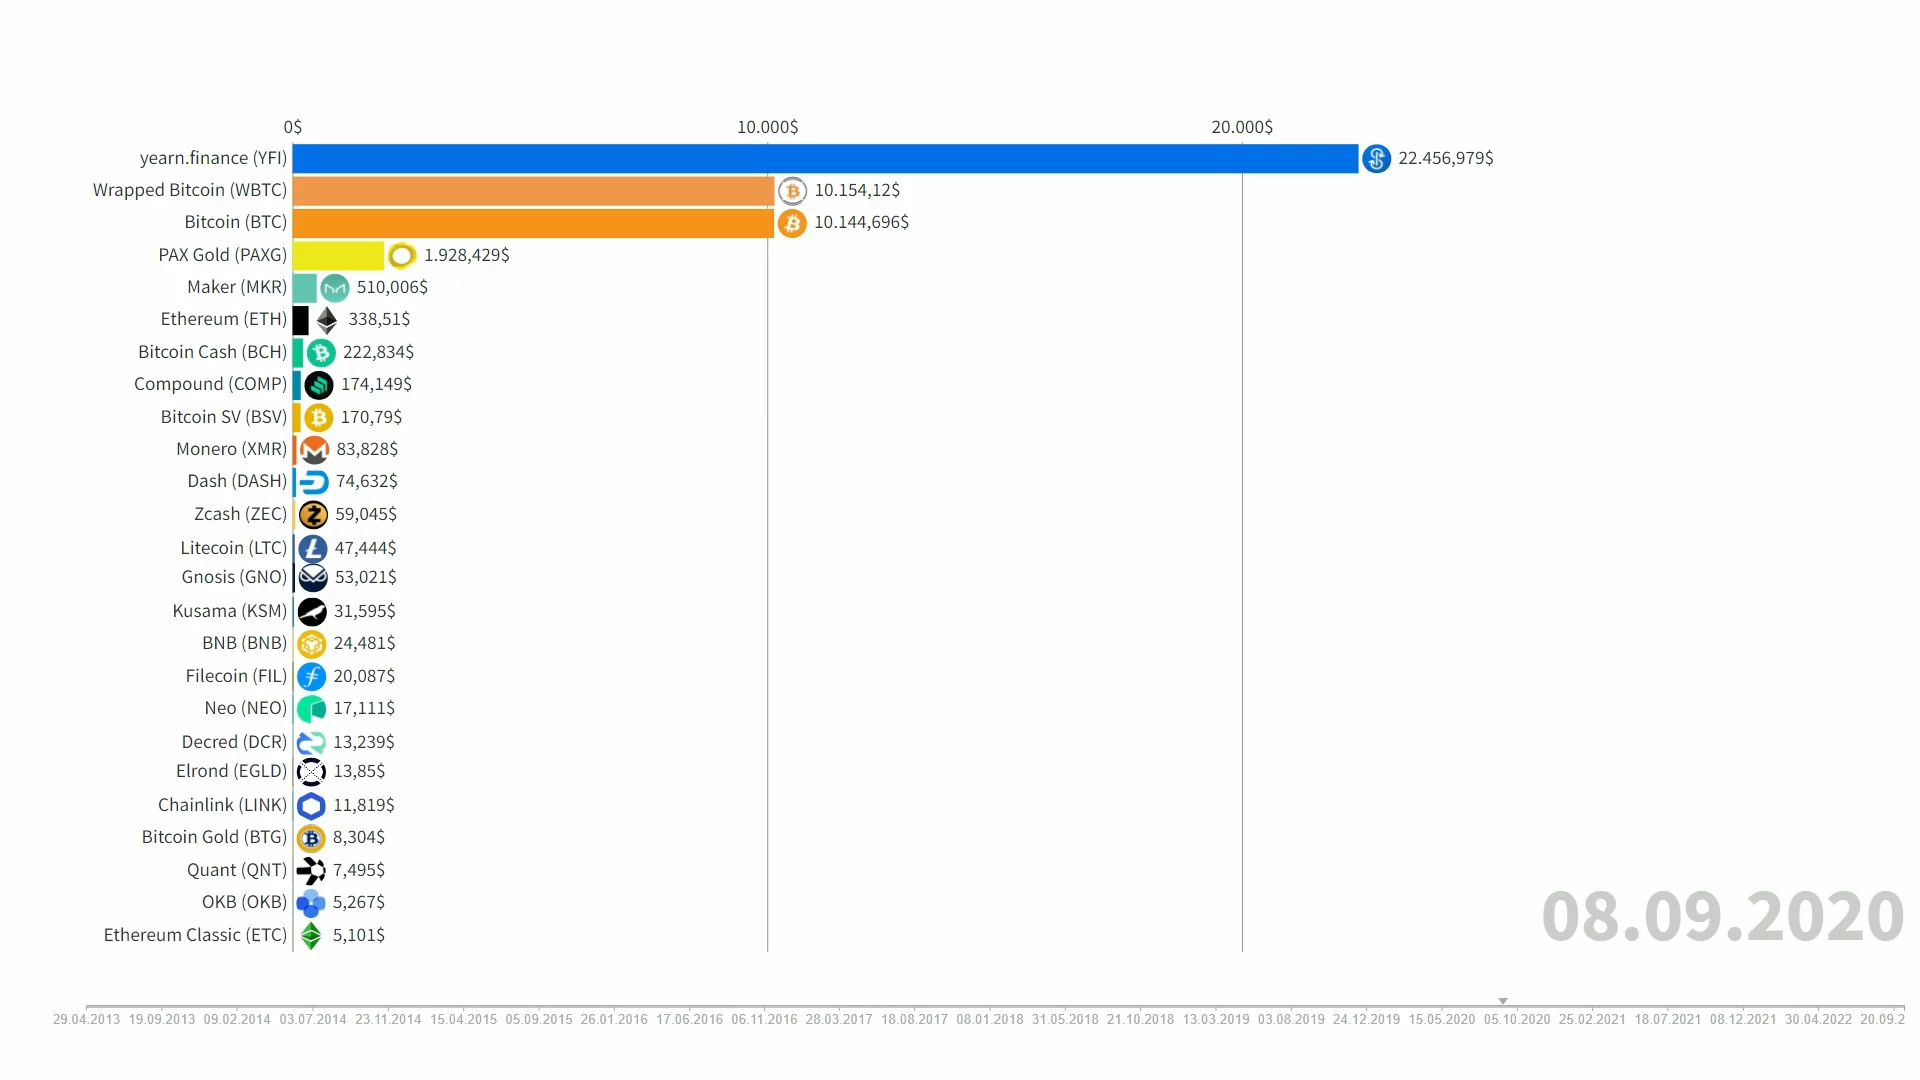 0$ 10.000$ 20.000$
yearn.finance (YFI) 22.456,979$
Wrapped Bitcoin (WBTC) 10.154,12$
Bitcoin (BTC) 10.144,696$
PAX Gold (PAXG) 1.928,429$
Maker (MKR) 510,006$
Ethereum (ETH) 338,51$
Bitcoin Cash (BCH) 222,834$
Compound (COMP) 174,149$
Bitcoin SV (BSV) 170,79$
Monero (XMR) 83,828$
Dash (DASH) 74,632$
Zcash (ZEC) 59,045$
Litecoin (LTC) 47,444$
Gnosis (GNO) 53,021$
Kusama (KSM) 31,595$
BNB (BNB) 24,481$
Filecoin (FIL) 20,087$
Neo (NEO) 17,111$
Decred (DCR) 13,239$
Elrond (EGLD) 13,85$
Chainlink (LINK) 11,819$
Bitcoin Gold (BTG) 8,304$
Quant (QNT) 7,495$
OKB (OKB) 5,267$
Ethereum Classic (ETC) 5,101$
08.09.2020
29.04.2013 19.09.2013 09.02.2014 03.07.2014 23.11.2014 15.04.2015 05.09.2015 26.01.2016 17.06.2016 06.11.2016 28.03.2017 18.08.2017 08.01.2018 31.05.2018 21.10.2018 13.03.2019 03.08.2019 24.12.2019 15.05.2020 05.10.2020 25.02.2021 18.07.2021 08.12.2021 30.04.2022 20.09.2